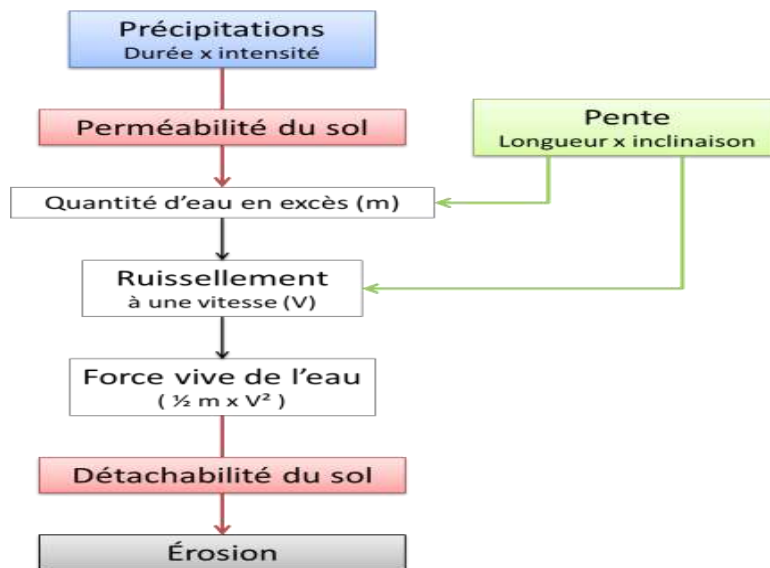 Précipitations
Durée x intensité
Perméabilité du sol
Pente
Longueur x inclinaison
Quantité d'eau en excès (m)
Ruissellement
à une vitesse (V)
Force vive de l'eau
( ½ m x V² )
Détachabilité du sol
Érosion